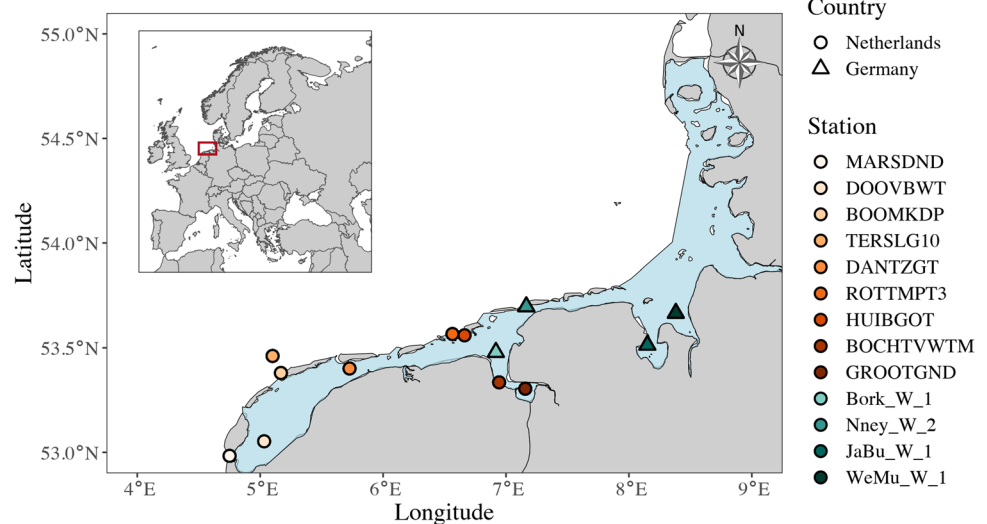 Country
Netherlands
Germany
Station
MARSDND
DOOVBWT
BOOMKDP
TERSLG10
DANTZGT
ROTTMPT3
HUIBGOT
BOCHTVWTM
GROOTGND
Bork_W_1
Nney_W_2
JaBu_W_1
WeMu_W_1
N
Latitude
55.0°N
54.5°N
54.0°N
53.5°N
53.0°N
4°E 5°E 6°E 7°E 8°E 9°E
Longitude